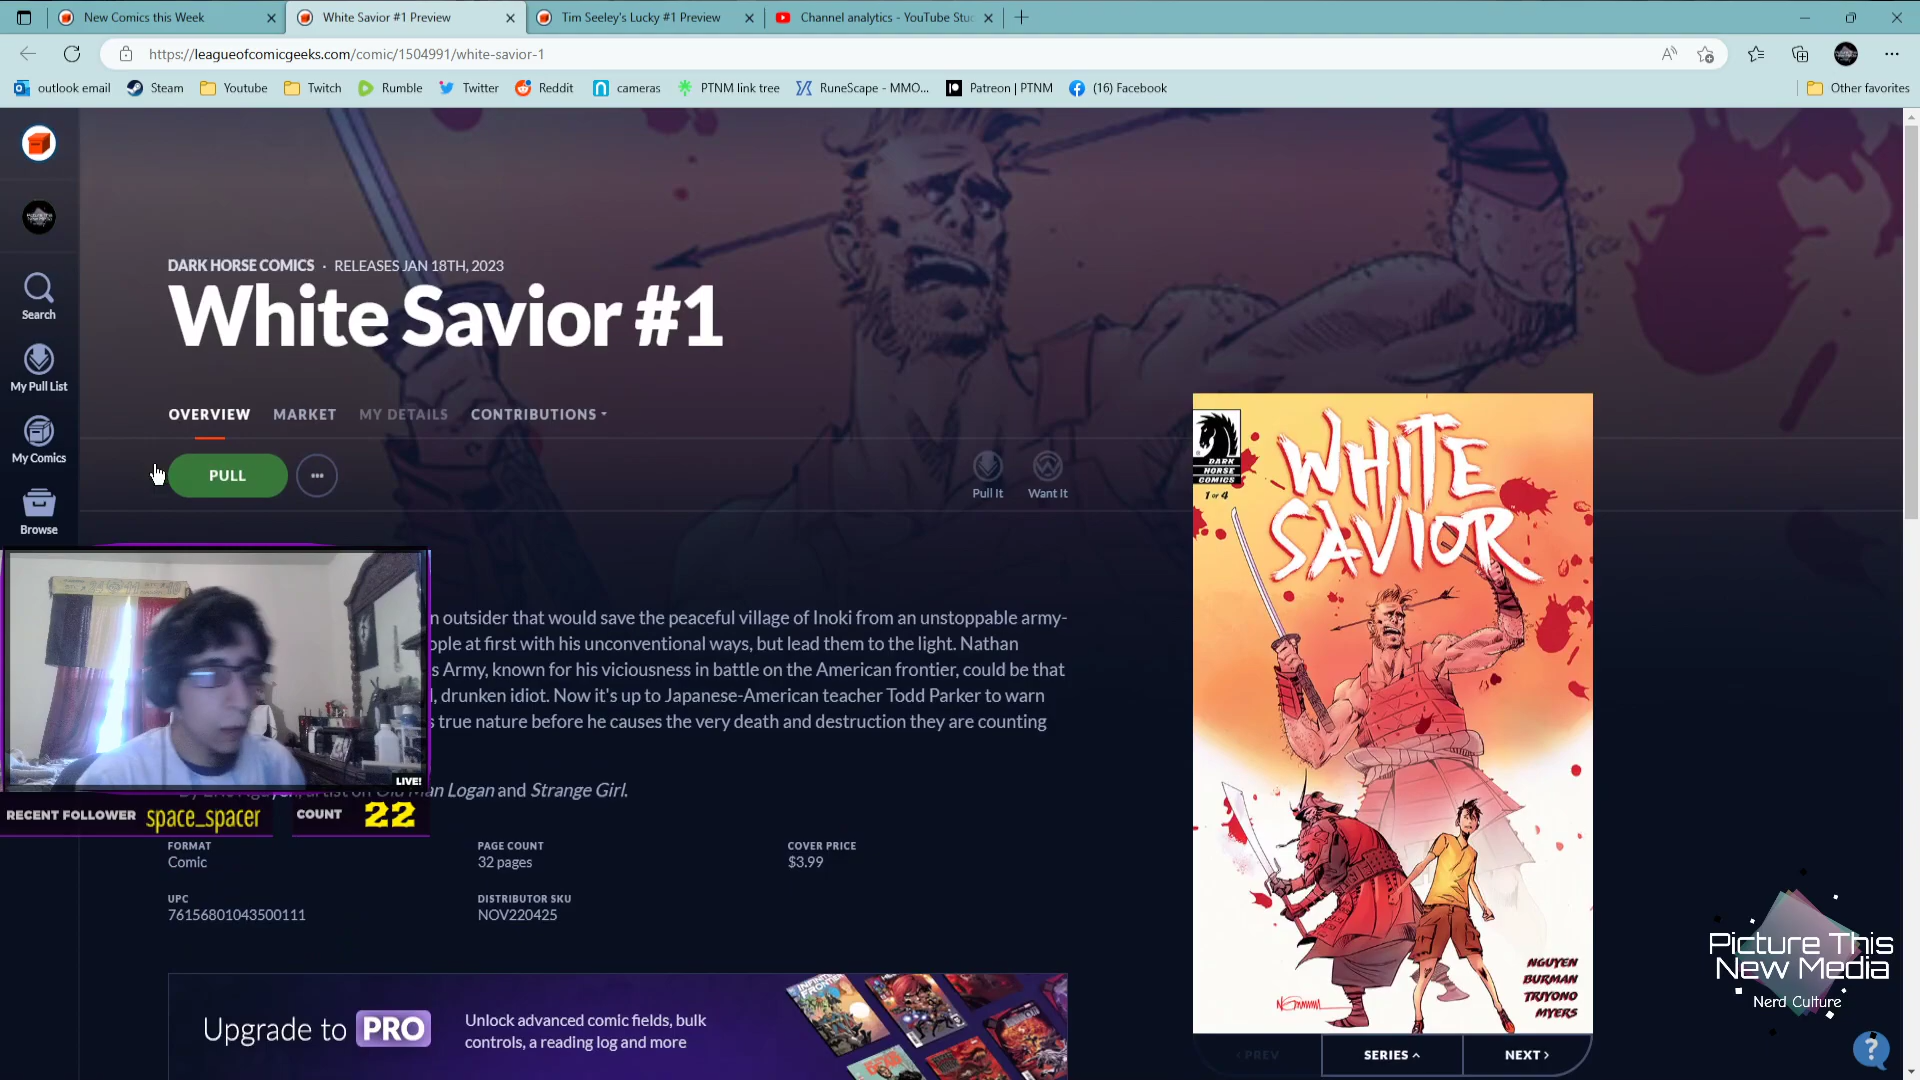 New Comics this Week
White Savior #1 Preview
Tim Seeley's Lucky #1 Preview
Channel analytics - YouTube Stu
https://leagueofcomicgeeks.com/comic/1504991/white-savior-1
outlook email
Steam
Youtube
Twitch
Rumble
Twitter
Reddit
cameras
PTNM link tree
RuneScape - MMO...
Patreon | PTNM
(16) Facebook
Other favorites
Search
My Pull List
My Comics
Browse
DARK HORSE COMICS · RELEASES JAN 18TH, 2023
White Savior #1
OVERVIEW MARKET MY DETAILS CONTRIBUTIONS
PULL
Pull It
Want It
n outsider that would save the peaceful village of Inoki from an unstoppable army-
ople at first with his unconventional ways, but lead them to the light. Nathan
s Army, known for his viciousness in battle on the American frontier, could be that
, drunken idiot. Now it's up to Japanese-American teacher Todd Parker to warn
s true nature before he causes the very death and destruction they are counting
artist on Old Man Logan and Strange Girl.
LIVE!
RECENT FOLLOWER space_spacer
COUNT 22
FORMAT
Comic
PAGE COUNT
32 pages
COVER PRICE
$3.99
UPC
76156801043500111
DISTRIBUTOR SKU
NOV220425
Upgrade to PRO
Unlock advanced comic fields, bulk
controls, a reading log and more
DARK
HORSE
COMICS
1 of 4
WHITE
SAVIOR
NGUYEN
BURMAN
TRIYONO
MYERS
< PREV
SERIES
NEXT >
Picture This
New Media
Nerd Culture
?